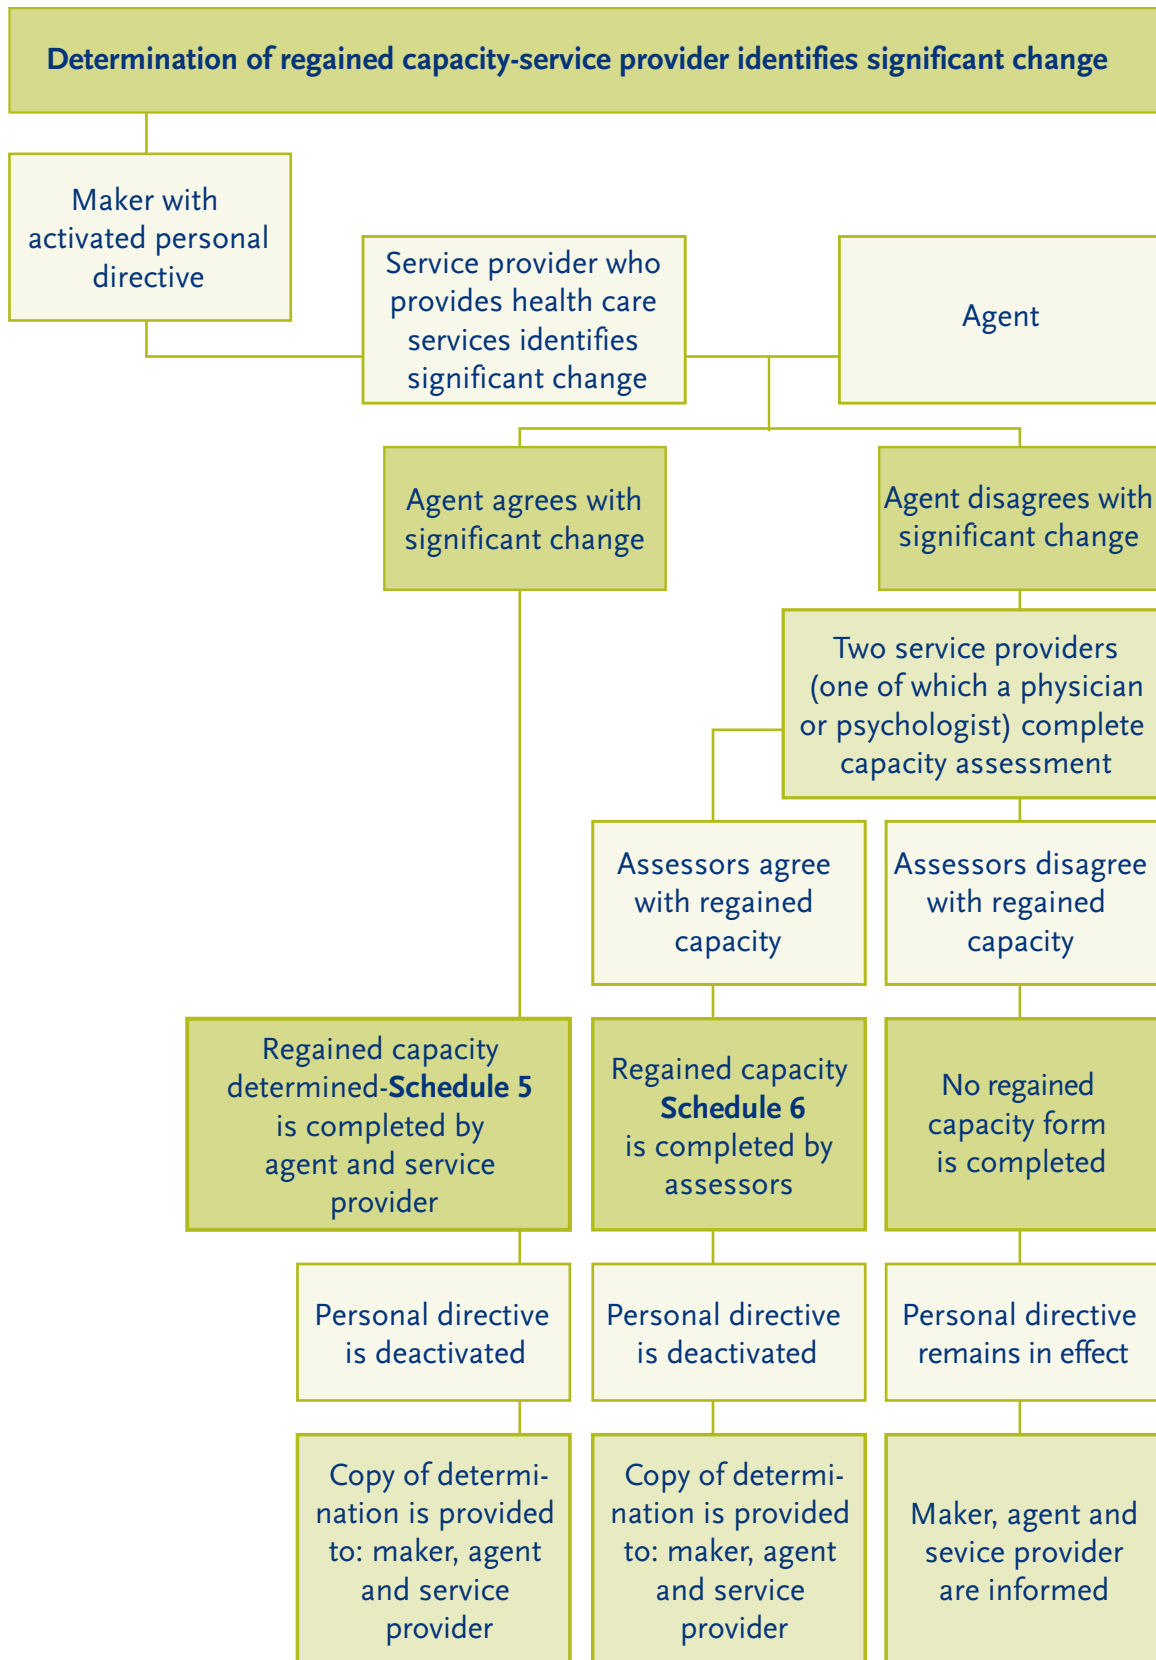 Determination of regained capacity-service provider identifies significant change
Maker with
activated personal
directive
Service provider who
provides health care
services identifies
significant change
Agent
Agent agrees with
significant change
Agent disagrees with
significant change
Two service providers
(one of which a physician
or psychologist) complete
capacity assessment
Assessors agree
with regained
capacity
Assessors disagree
with regained
capacity
Regained capacity
determined-Schedule 5
is completed by
agent and service
provider
Regained capacity
Schedule 6
is completed by
assessors
No regained
capacity form
is completed
Personal directive
is deactivated
Personal directive
is deactivated
Personal directive
remains in effect
Copy of determi-
nation is provided
to: maker, agent
and service
provider
Copy of determi-
nation is provided
to: maker, agent
and service
provider
Maker, agent and
sevice provider
are informed